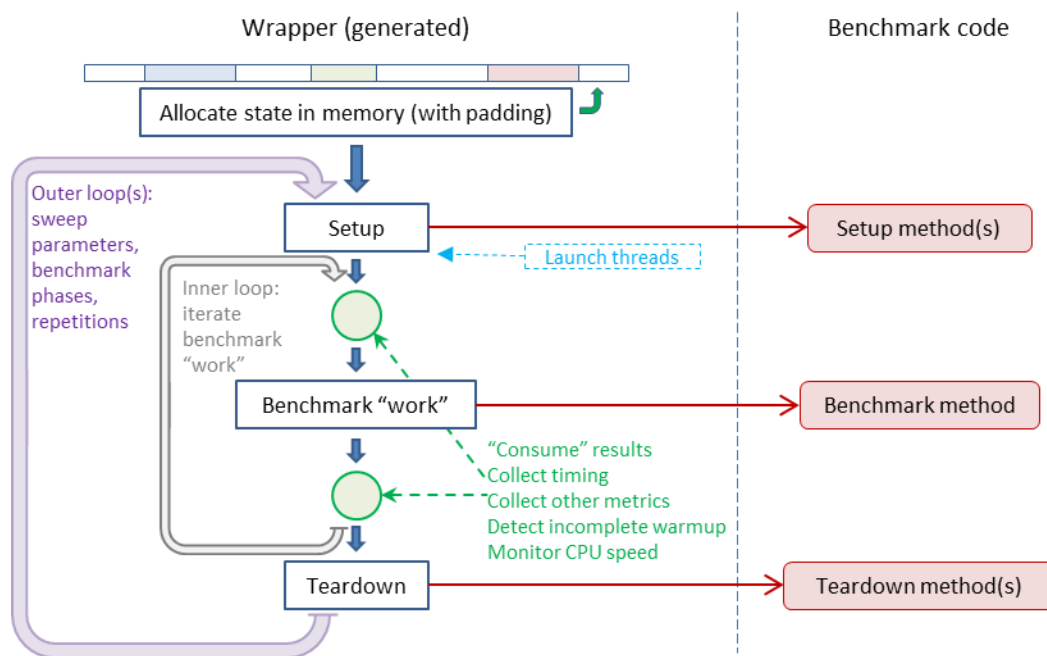 Wrapper (generated)
Benchmark code
Allocate state in memory (with padding)
Outer loop(s):
sweep
parameters,
benchmark
phases,
repetitions
Setup
Setup method(s)
Launch threads
Inner loop:
iterate
benchmark
“work”
Benchmark “work”
Benchmark method
“Consume” results
Collect timing
Collect other metrics
Detect incomplete warmup
Monitor CPU speed
Teardown
Teardown method(s)